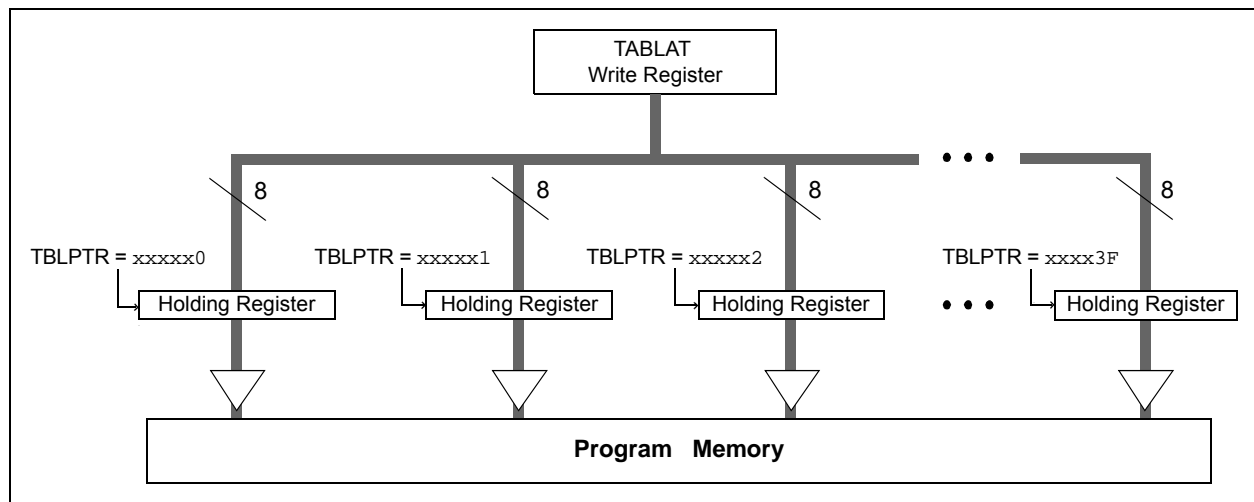 TABLAT
Write Register
• • •
8
8
8
8
TBLPTR = xxxxx0
TBLPTR = xxxxx1
TBLPTR = xxxxx2
TBLPTR = xxxx3F
Holding Register
Holding Register
Holding Register
• • •
Holding Register
Program Memory